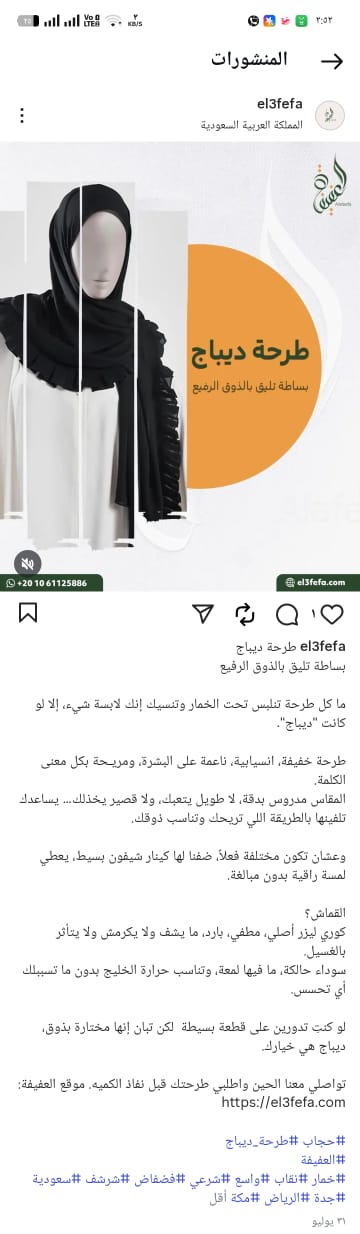 ٢:٥٢
٢ KB/S
Vo LTE
٢٥
المنشورات
el3fefa
المملكة العربية السعودية
العفيفة
طرحة ديباج
بساطة تليق بالذوق الرفيع
+20 10 61125886
el3fefa.com
١
el3fefa طرحة ديباج
بساطة تليق بالذوق الرفيع
ما كل طرحة تنلبس تحت الخمار وتنسيك إنك لابسة شيء، إلا لو
كانت "ديباج".
طرحة خفيفة، انسيابية، ناعمة على البشرة، ومريـحة بكل معنى
الكلمة.
المقاس مدروس بدقة، لا طويل يتعبك، ولا قصير يخذلك... يساعدك
تلفينها بالطريقة اللي تريحك وتناسب ذوقك.
وعشان تكون مختلفة فعلاً، ضفنا لها كينار شيفون بسيط، يعطي
لمسة راقية بدون مبالغة.
القماش؟
كوري ليزر أصلي، مطفي، بارد، ما يشف ولا يكرمش ولا يتأثر
بالغسيل.
سوداء حالكة، ما فيها لمعة، وتناسب حرارة الخليج بدون ما تسببلك
أي تحسس.
لو كنتِ تدورين على قطعة بسيطة  لكن تبان إنها مختارة بذوق،
ديباج هي خيارك.
تواصلي معنا الحين واطلبي طرحتك قبل نفاذ الكميه. موقع العفيفة:
https://el3fefa.com
#حجاب #طرحة_ديباج
#العفيفة
#خمار #نقاب #واسع #شرعي #فضفاض #شرشف #سعودية
#جدة #الرياض #مكة أقل
٣١ يوليو